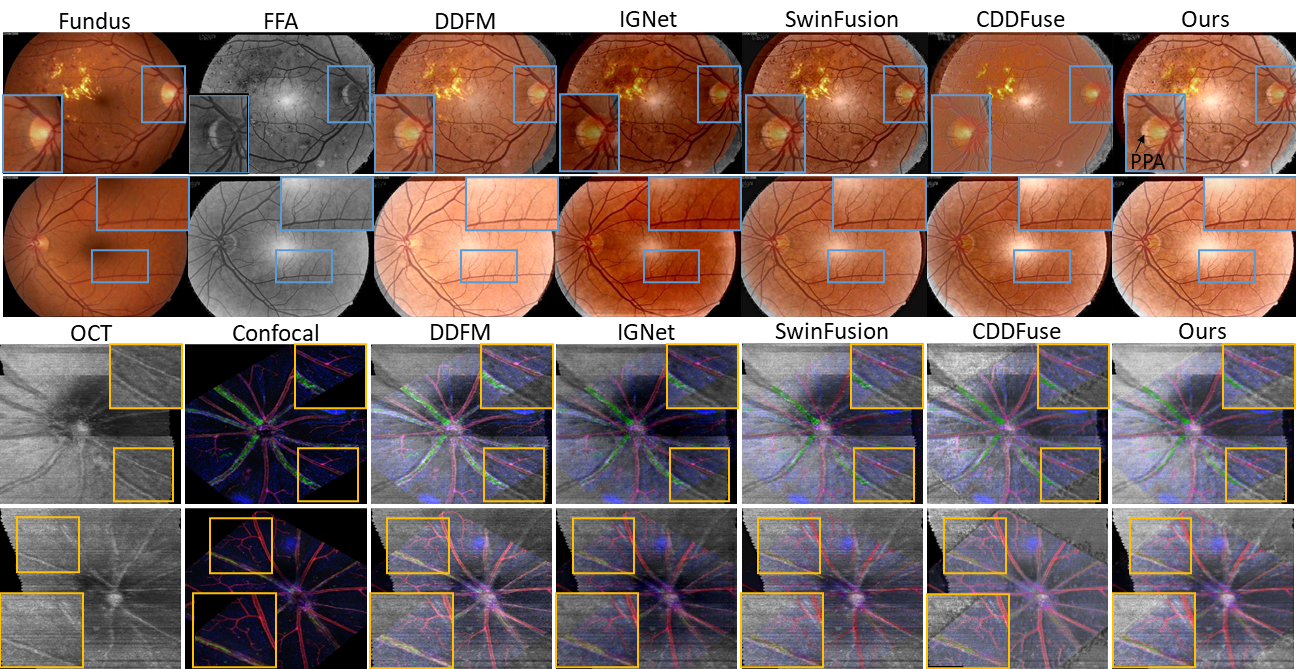 Fundus FFA DDFM IGNet SwinFusion CDDFuse Ours
PPA
OCT Confocal DDFM IGNet SwinFusion CDDFuse Ours